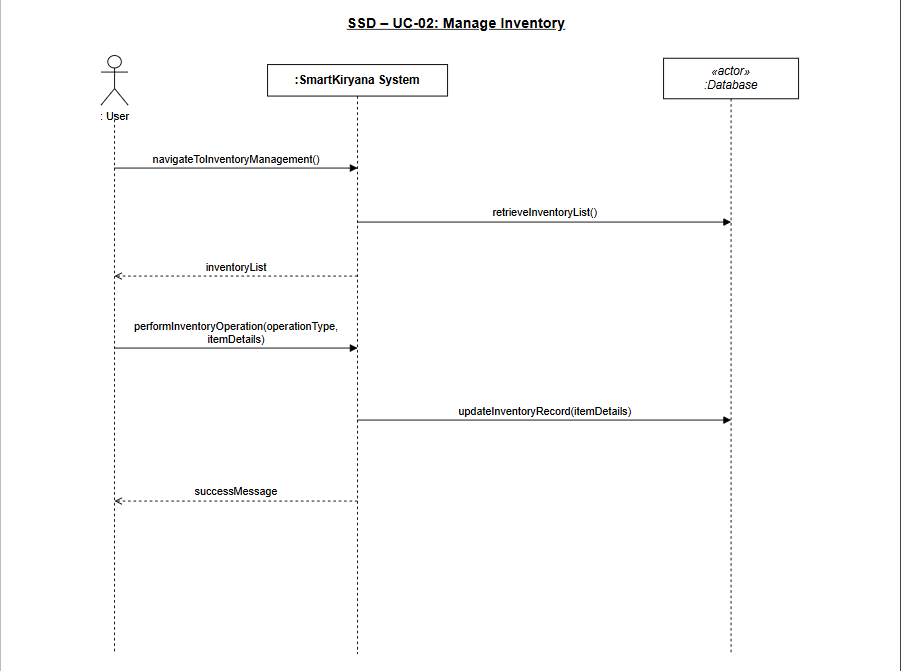 SSD – UC-02: Manage Inventory
: User
:SmartKiryana System
«actor»
:Database
navigateToInventoryManagement()
retrieveInventoryList()
inventoryList
performInventoryOperation(operationType,
itemDetails)
updateInventoryRecord(itemDetails)
successMessage